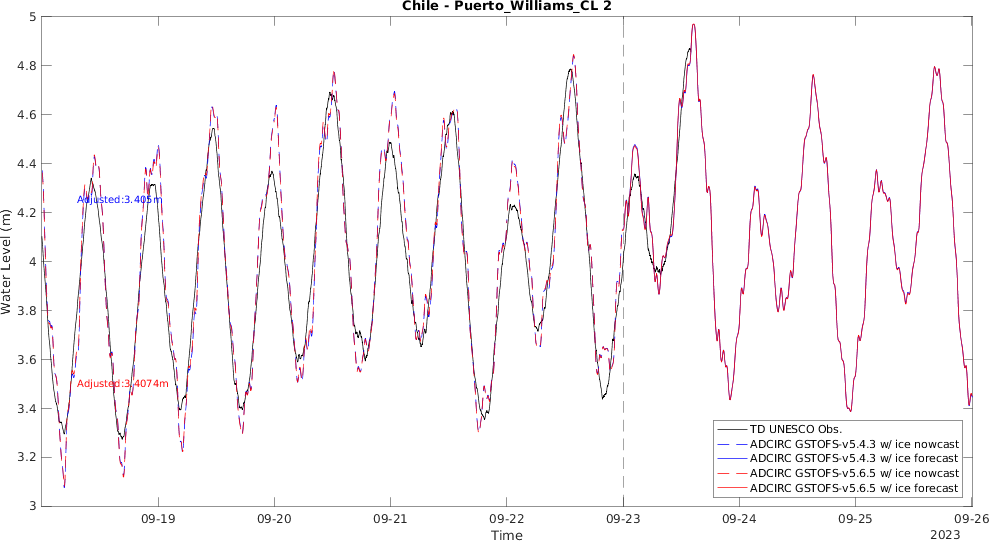 Chile - Puerto_Williams_CL 2
5
4.8
4.6
4.4
4.2
4
3.8
3.6
3.4
3.2
3
Water Level (m)
Adjusted:3.405m
Adjusted:3.4074m
TD UNESCO Obs.
ADCIRC GSTOFS-v5.4.3 w/ ice nowcast
ADCIRC GSTOFS-v5.4.3 w/ ice forecast
ADCIRC GSTOFS-v5.6.5 w/ ice nowcast
ADCIRC GSTOFS-v5.6.5 w/ ice forecast
09-19 09-20 09-21 09-22 09-23 09-24 09-25 09-26
Time
2023